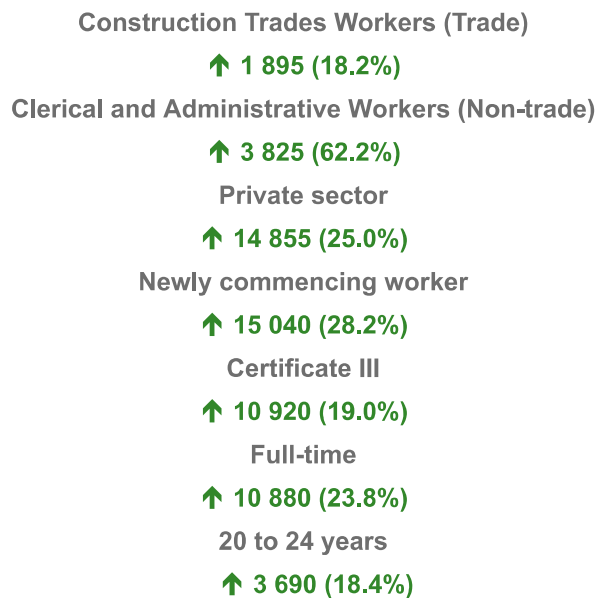 Construction Trades Workers (Trade)
↑ 1 895 (18.2%)
Clerical and Administrative Workers (Non-trade)
↑ 3 825 (62.2%)
Private sector
↑ 14 855 (25.0%)
Newly commencing worker
↑ 15 040 (28.2%)
Certificate III
↑ 10 920 (19.0%)
Full-time
↑ 10 880 (23.8%)
20 to 24 years
↑ 3 690 (18.4%)